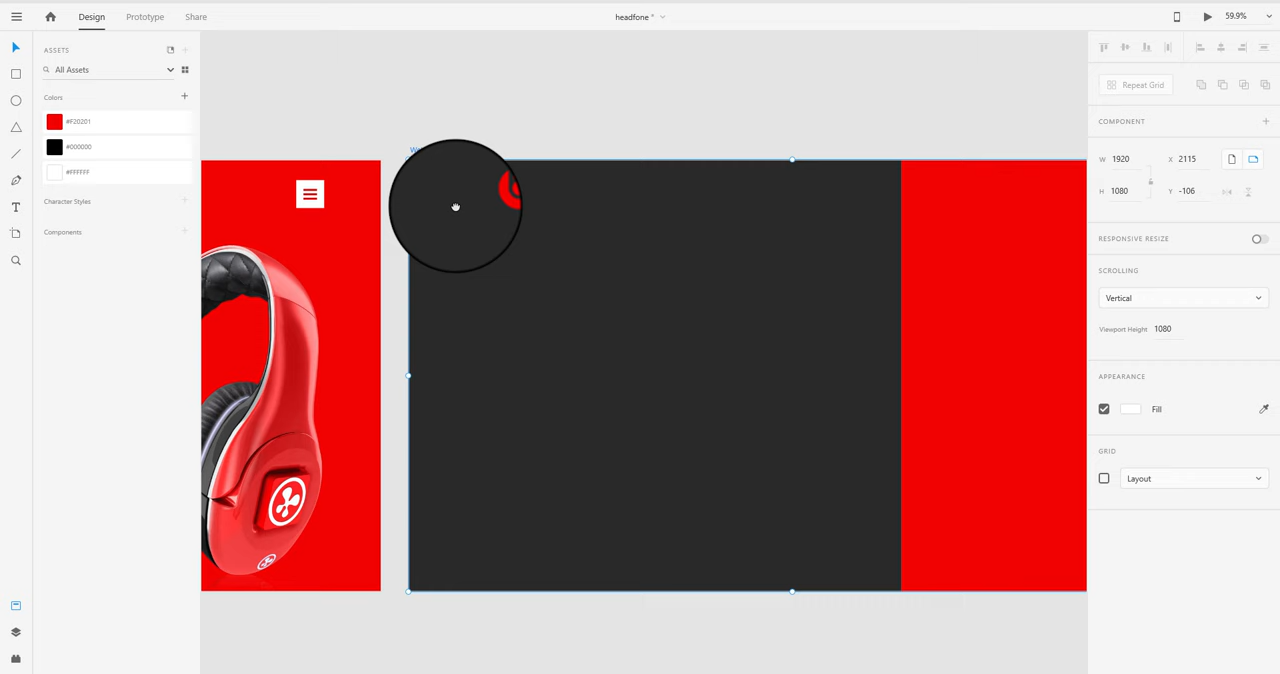 Design
Prototype
Share
headfone *
59.9%
ASSETS
All Assets
Colors
#F20201
#000000
#FFFFFF
Character Styles
Components
Repeat Grid
COMPONENT
W 1920 X 2115
H 1080 Y -106
RESPONSIVE RESIZE
SCROLLING
Vertical
Viewport Height 1080
APPEARANCE
Fill
GRID
Layout